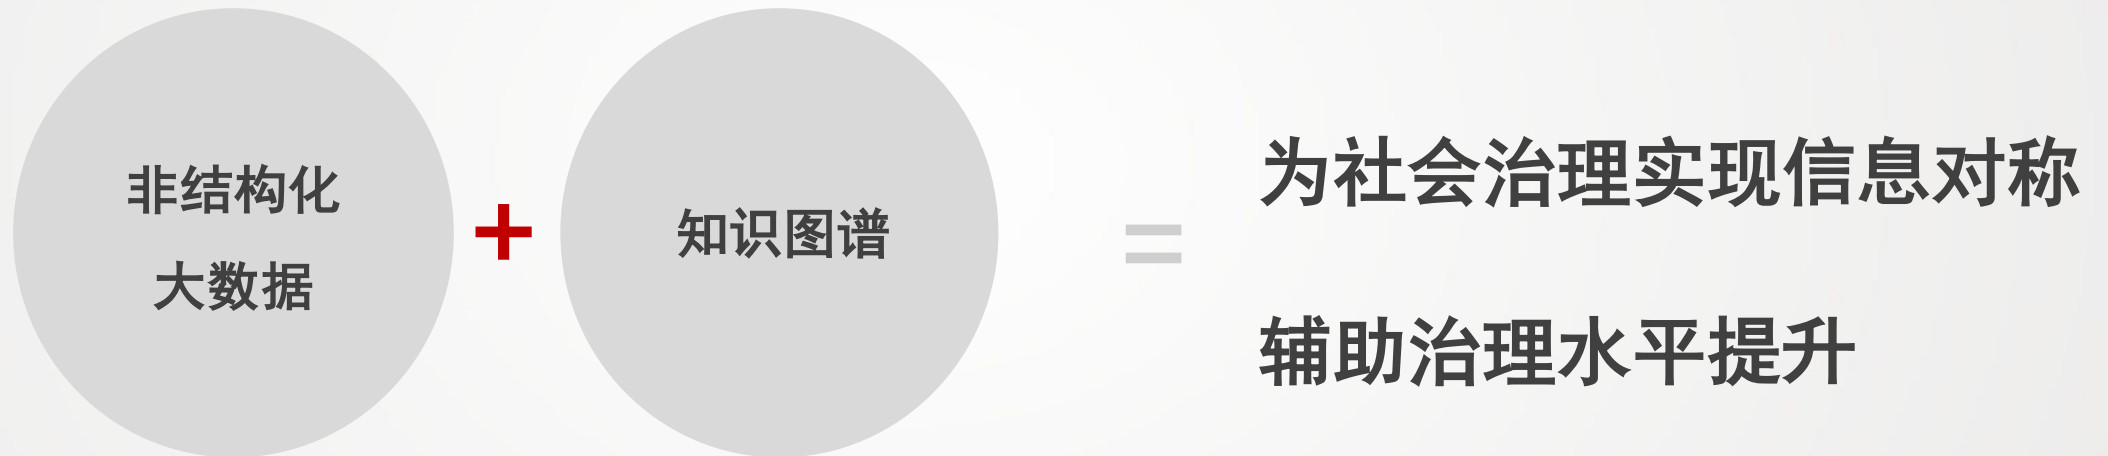 非结构化
大数据
+
知识图谱
=
为社会治理实现信息对称
辅助治理水平提升